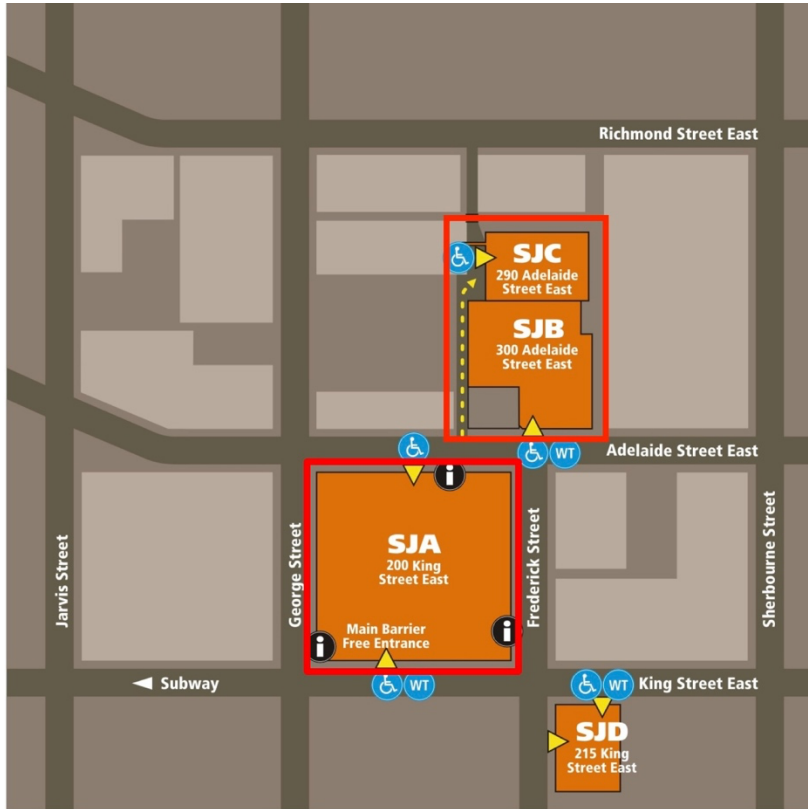 Richmond Street East
SJC
290 Adelaide
Street East
SJB
300 Adelaide
Street East
WT
Adelaide Street East
Jarvis Street
George Street
SJA
200 King
Street East
Main Barrier
Free Entrance
i
i
i
Frederick Street
Sherbourne Street
Subway
WT
WT
King Street East
SJD
215 King
Street East